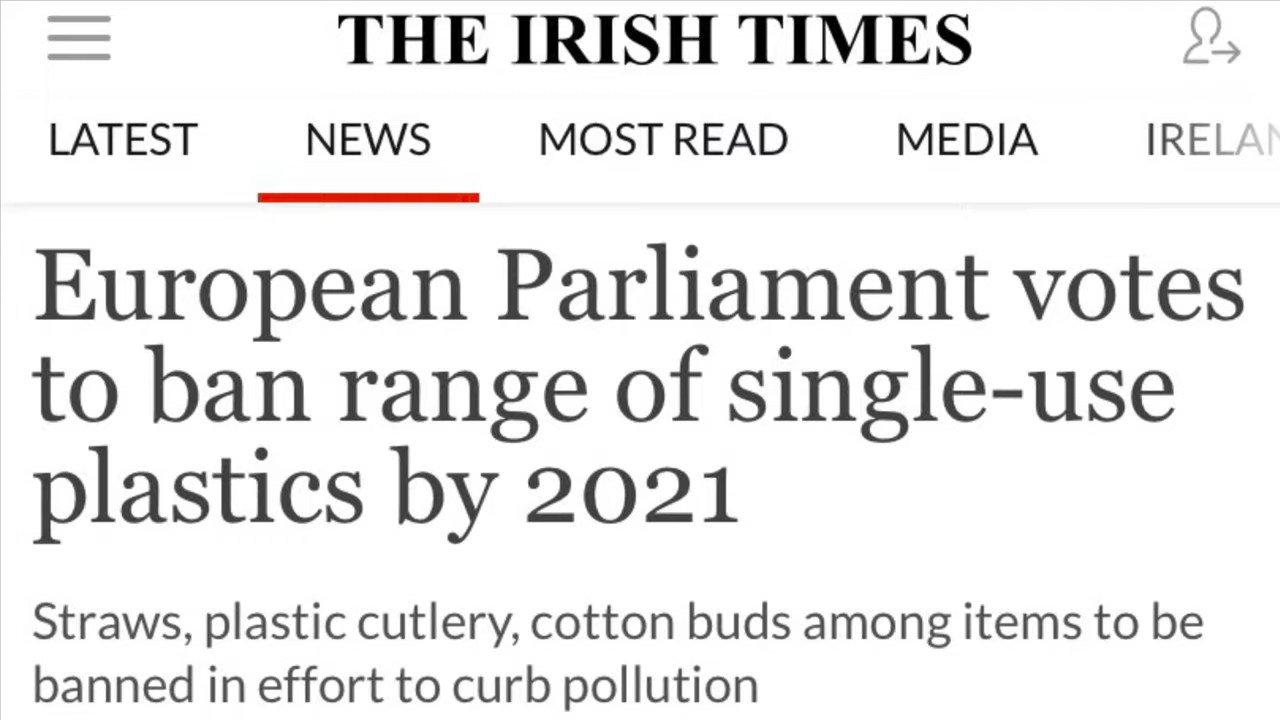 THE IRISH TIMES
LATEST NEWS MOST READ MEDIA IRELAN
European Parliament votes
to ban range of single-use
plastics by 2021
Straws, plastic cutlery, cotton buds among items to be
banned in effort to curb pollution